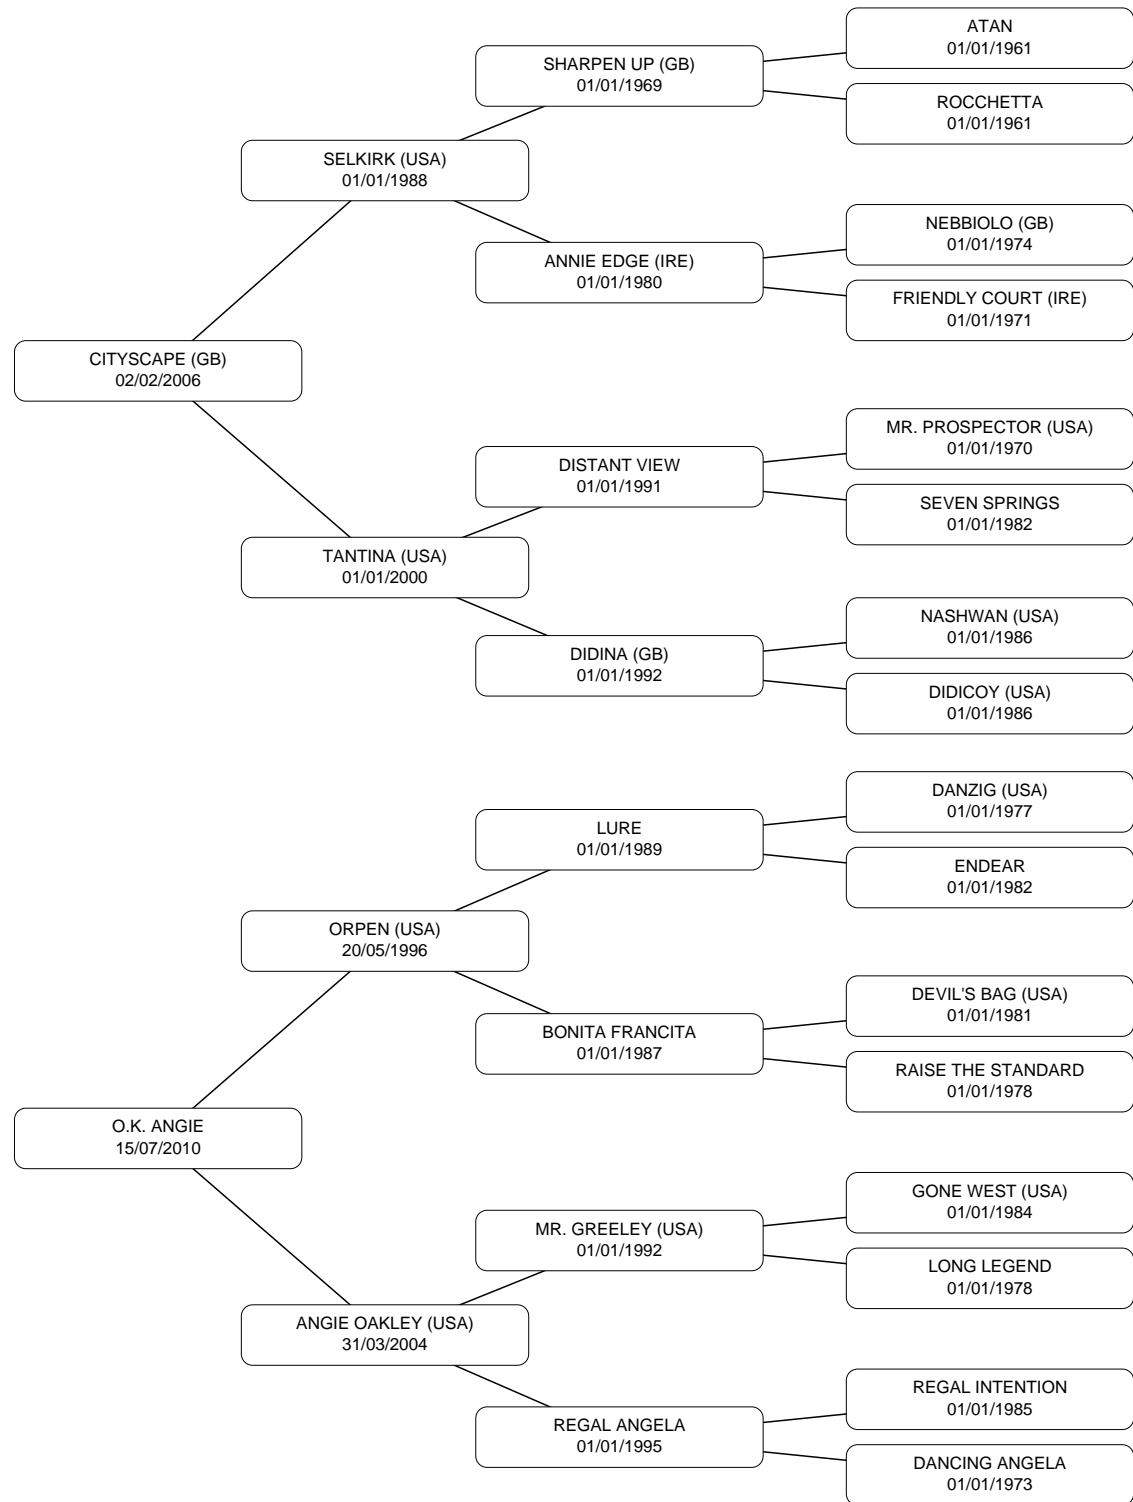 ATAN
01/01/1961
SHARPEN UP (GB)
01/01/1969
ROCCHETTA
01/01/1961
SELKIRK (USA)
01/01/1988
NEBBIOLO (GB)
01/01/1974
ANNIE EDGE (IRE)
01/01/1980
FRIENDLY COURT (IRE)
01/01/1971
CITYSCAPE (GB)
02/02/2006
MR. PROSPECTOR (USA)
01/01/1970
DISTANT VIEW
01/01/1991
SEVEN SPRINGS
01/01/1982
TANTINA (USA)
01/01/2000
NASHWAN (USA)
01/01/1986
DIDINA (GB)
01/01/1992
DIDICOY (USA)
01/01/1986
DANZIG (USA)
01/01/1977
LURE
01/01/1989
ENDEAR
01/01/1982
ORPEN (USA)
20/05/1996
DEVIL'S BAG (USA)
01/01/1981
BONITA FRANCITA
01/01/1987
RAISE THE STANDARD
01/01/1978
O.K. ANGIE
15/07/2010
GONE WEST (USA)
01/01/1984
MR. GREELEY (USA)
01/01/1992
LONG LEGEND
01/01/1978
ANGIE OAKLEY (USA)
31/03/2004
REGAL INTENTION
01/01/1985
REGAL ANGELA
01/01/1995
DANCING ANGELA
01/01/1973